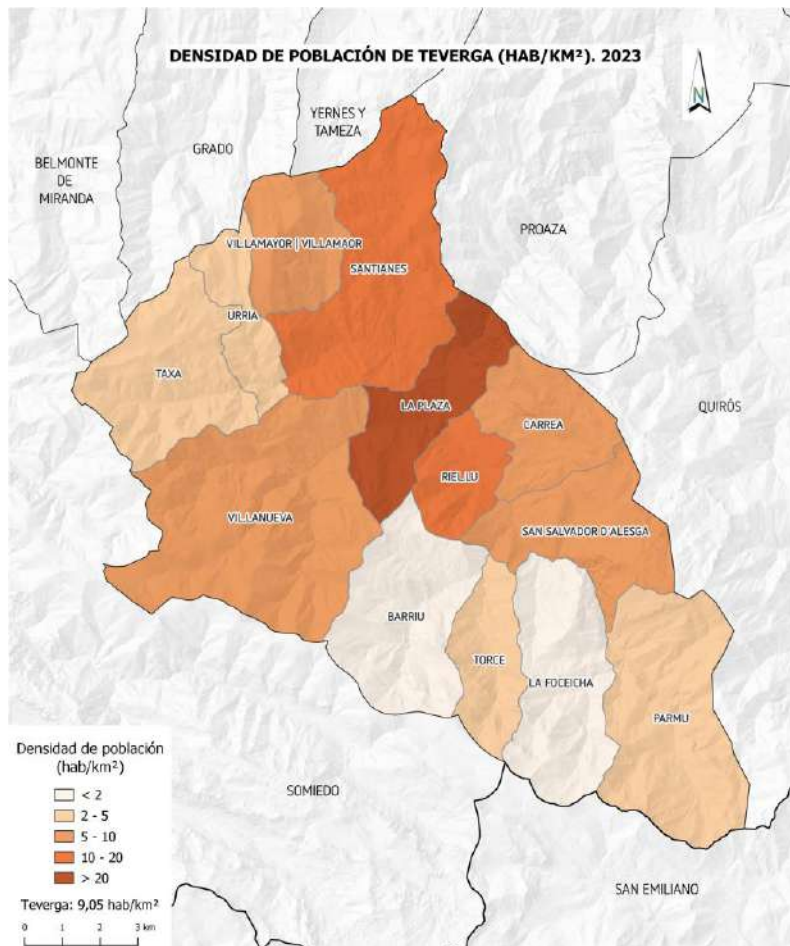 DENSIDAD DE POBLACIÓN DE TEVERGA (HAB/KM²). 2023
N
YERNES Y
TAMEZA
GRADO
BELMONTE
DE
MIRANDA
PROAZA
VILLAMAYOR | VILLAMAOR
SANTIANES
URRIA
TAXA
LA PLAZA
QUIRÓS
CARREA
RIEL.LU
VILLANUEVA
SAN SALVADOR D'ALESGA
BARRIU
TORCE
LA FOCEICHA
PARMU
SOMIEDO
SAN EMILIANO
Densidad de población
(hab/km²)
< 2
2 - 5
5 - 10
10 - 20
> 20
Teverga: 9,05 hab/km²
0 1 2 3 km